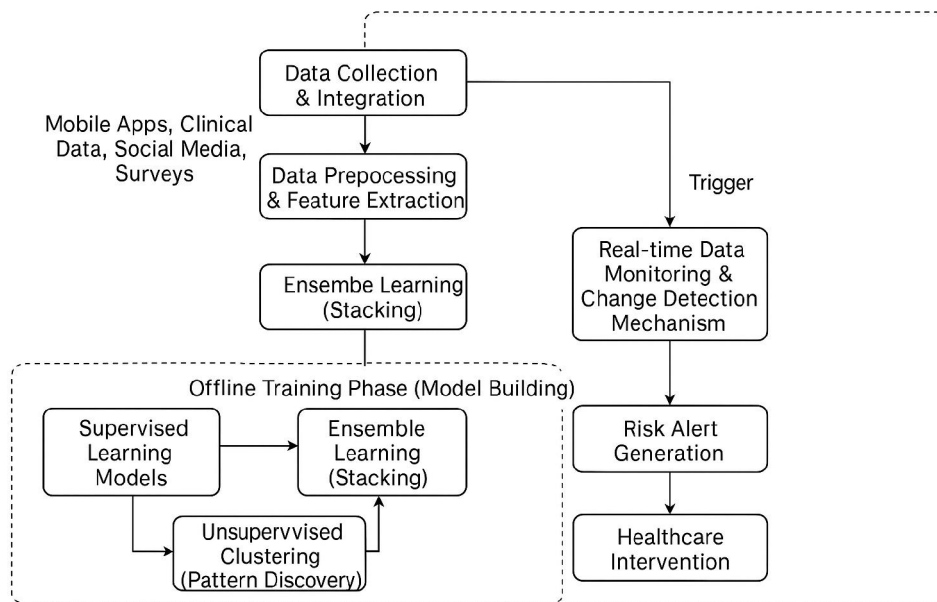 Data Collection
& Integration
Mobile Apps, Clinical
Data, Social Media,
Surveys
Data Prepocessing
& Feature Extraction
Trigger
Real-time Data
Monitoring &
Change Detection
Mechanism
Ensembe Learning
(Stacking)
Offline Training Phase (Model Building)
Supervised
Learning
Models
Ensemble
Learning
(Stacking)
Risk Alert
Generation
Unsupervvised
Clustering
(Pattern Discovery)
Healthcare
Intervention